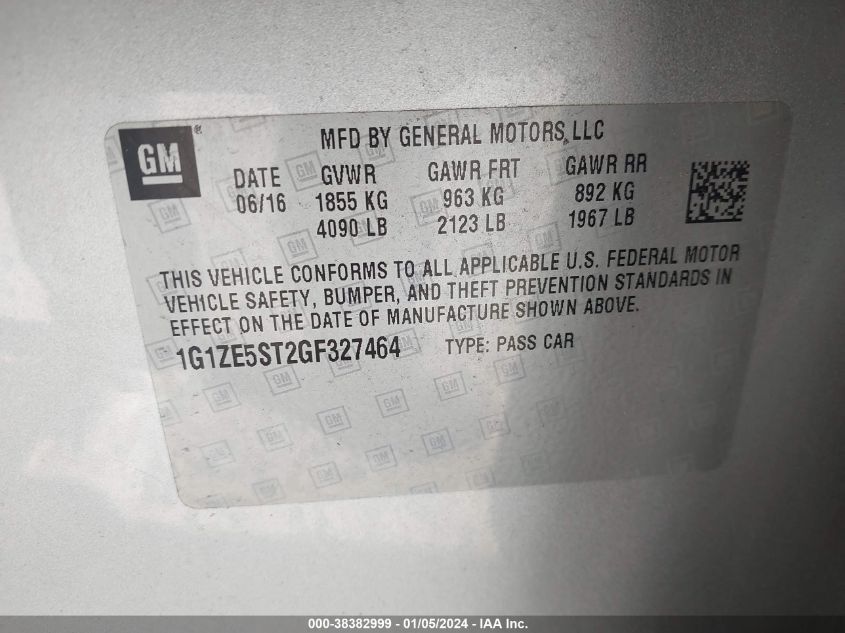 GM ®
MFD BY GENERAL MOTORS LLC
DATE GVWR GAWR FRT GAWR RR
06/16 1855 KG 963 KG 892 KG
4090 LB 2123 LB 1967 LB
THIS VEHICLE CONFORMS TO ALL APPLICABLE U.S. FEDERAL MOTOR
VEHICLE SAFETY, BUMPER, AND THEFT PREVENTION STANDARDS IN
EFFECT ON THE DATE OF MANUFACTURE SHOWN ABOVE.
1G1ZE5ST2GF327464 TYPE: PASS CAR
000-38382999 - 01/05/2024 - IAA Inc.